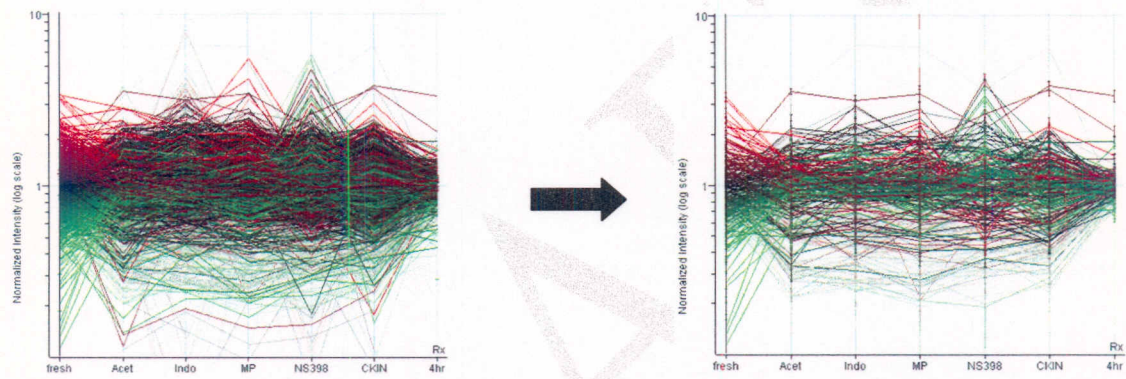 10
Normalized Intensity (log scale)
1
Rx
fresh Acet Indo MP NS398 CKIN 4hr
10
Normalized Intensity (log scale)
1
Rx
fresh Acet Indo MP NS398 CKIN 4hr